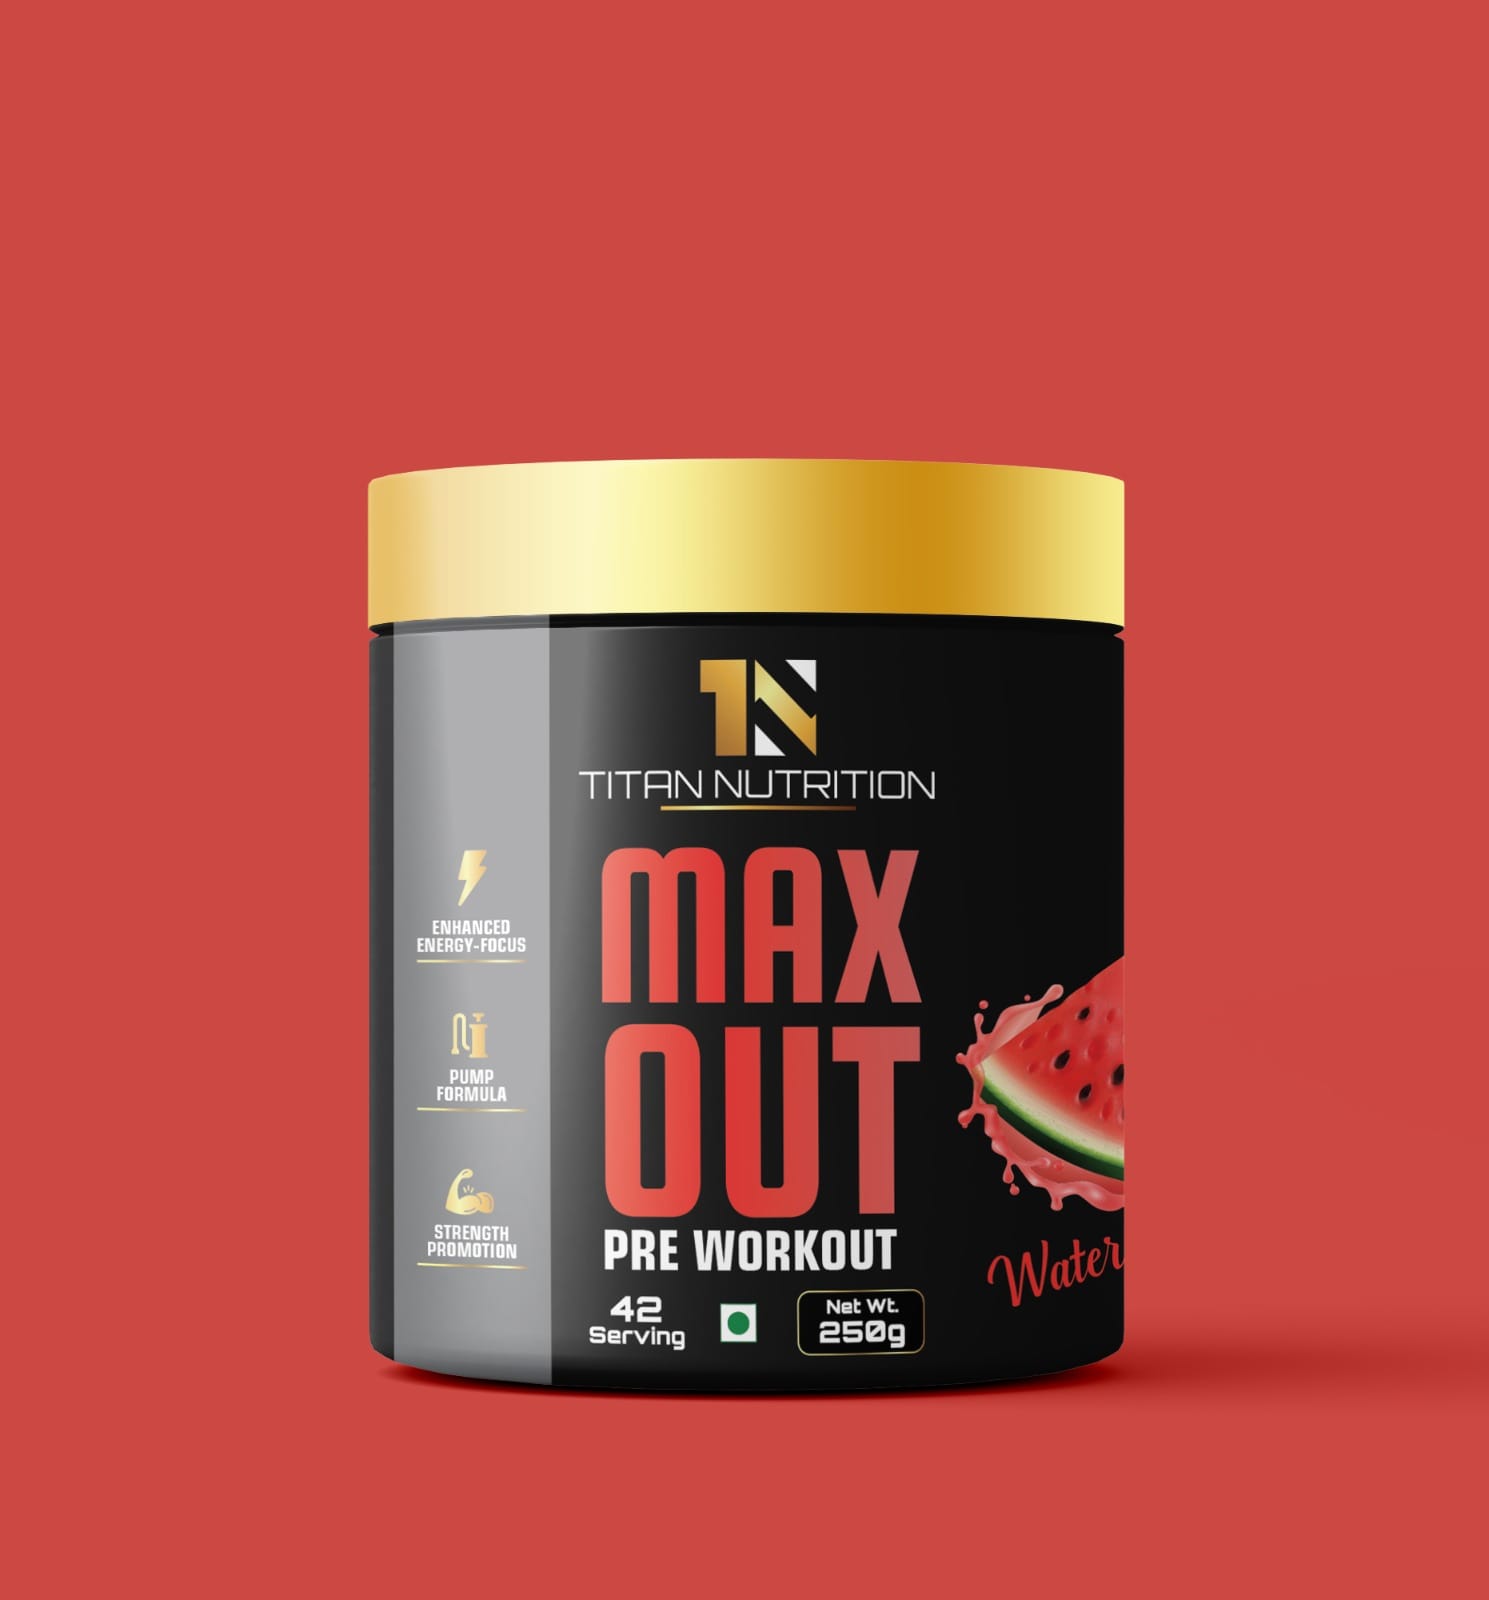 1N
TITAN NUTRITION
MAX
OUT
PRE WORKOUT
42
Serving
Net Wt.
250g
ENHANCED
ENERGY-FOCUS
PUMP
FORMULA
STRENGTH
PROMOTION
Water